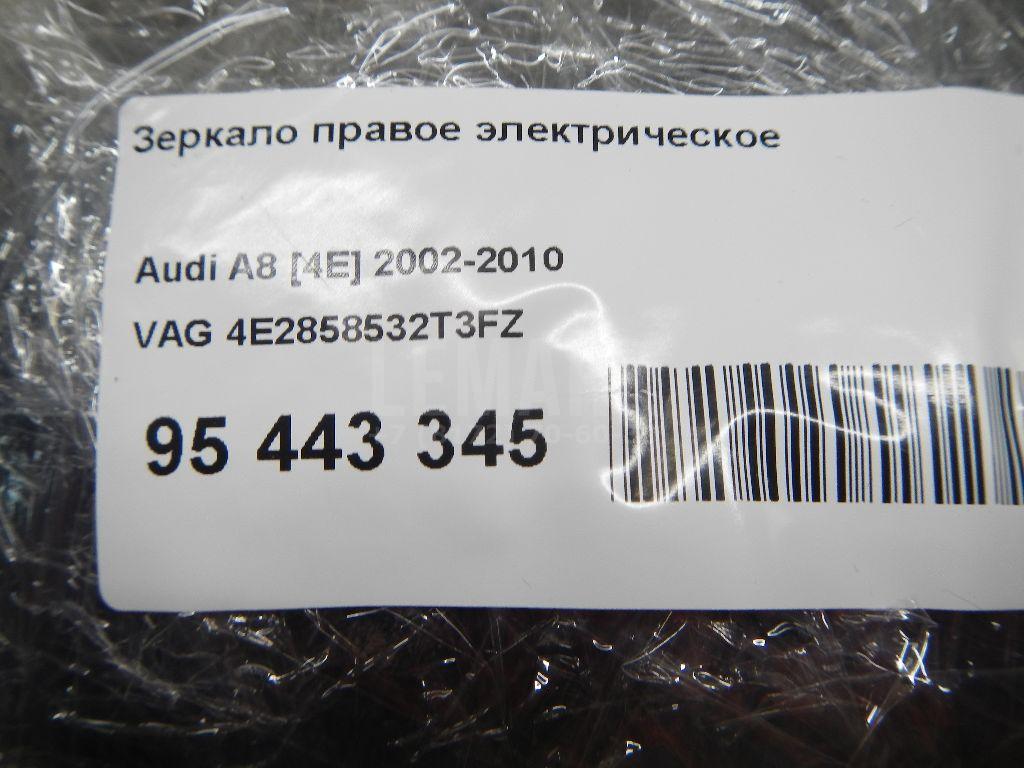 Зеркало правое электрическое
Audi A8 [4E] 2002-2010
VAG 4E2858532T3FZ
95 443 345